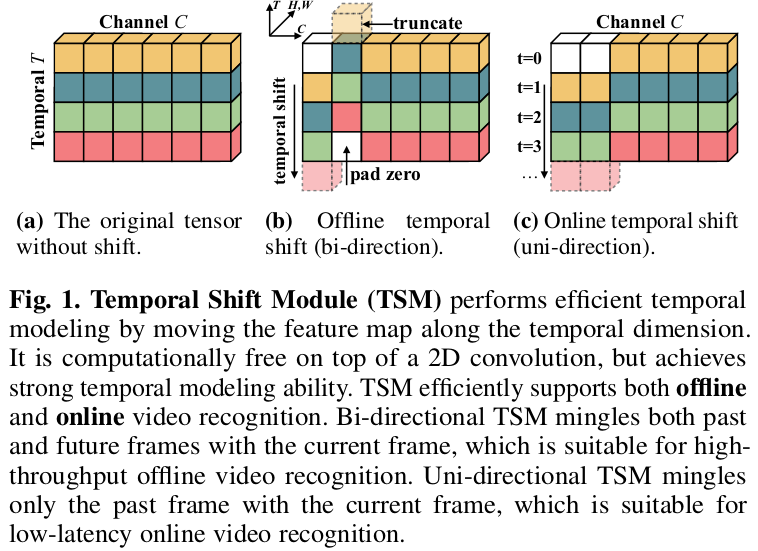 Channel C
Temporal T
(a) The original tensor
without shift.
T H,W
C
truncate
temporal shift
pad zero
(b) Offline temporal
shift (bi-direction).
Channel C
t=0
t=1
t=2
t=3
...
(c) Online temporal shift
(uni-direction).
Fig. 1. Temporal Shift Module (TSM) performs efficient temporal
modeling by moving the feature map along the temporal dimension.
It is computationally free on top of a 2D convolution, but achieves
strong temporal modeling ability. TSM efficiently supports both offline
and online video recognition. Bi-directional TSM mingles both past
and future frames with the current frame, which is suitable for high-
throughput offline video recognition. Uni-directional TSM mingles
only the past frame with the current frame, which is suitable for
low-latency online video recognition.